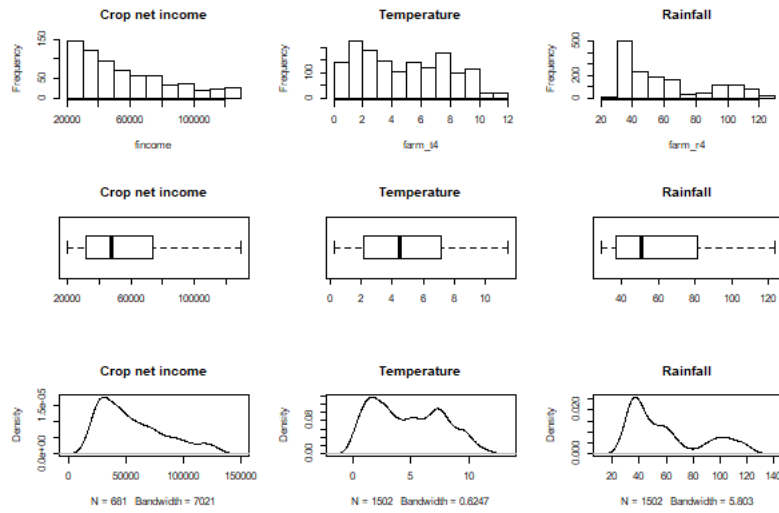 Crop net income Temperature Rainfall
Frequency 0 50 150
20000 60000 100000
fincome
Frequency 0 100
0 2 4 6 8 10 12
farm_t4
Frequency 0 200 500
20 40 60 80 100 120
farm_r4
Crop net income Temperature Rainfall
20000 60000 100000
0 2 4 6 8 10
40 60 80 100 120
Crop net income Temperature Rainfall
Density 0.0e+00 1.5e-05
0 50000 100000 150000
N = 681 Bandwidth = 7021
Density 0.00 0.08
0 5 10
N = 1502 Bandwidth = 0.6247
Density 0.000 0.020
20 40 60 80 100 140
N = 1502 Bandwidth = 5.803